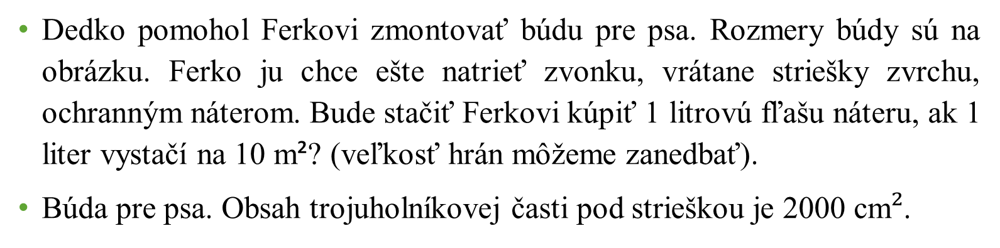 • Dedko pomohol Ferkovi zmontovať búdu pre psa. Rozmery búdy sú na
obrázku. Ferko ju chce ešte natrieť zvonku, vrátane striešky zvrchu,
ochranným náterom. Bude stačiť Ferkovi kúpiť 1 litrovú fľašu náteru, ak 1
liter vystačí na 10 m²? (veľkosť hrán môžeme zanedbať).
• Búda pre psa. Obsah trojuholníkovej časti pod strieškou je 2000 cm².